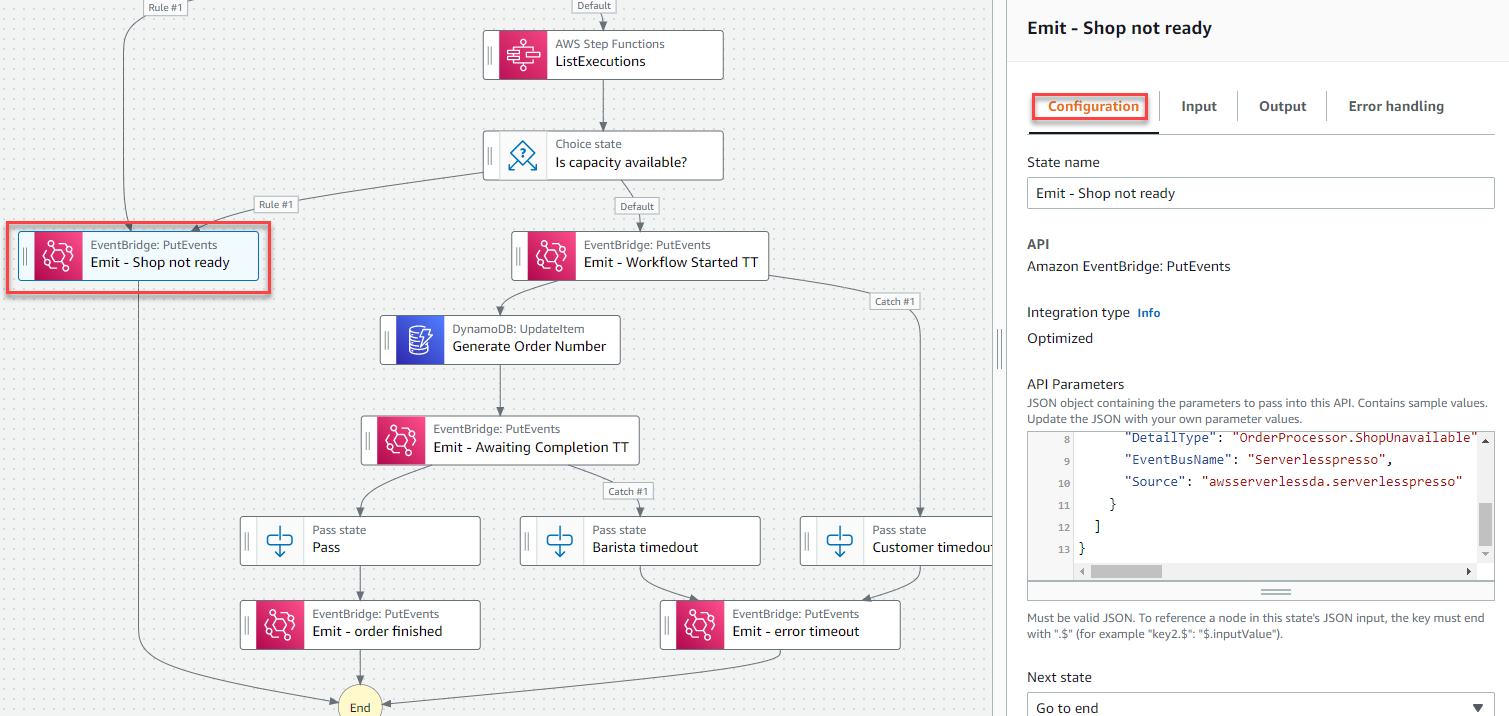 Rule #1
Default
AWS Step Functions
ListExecutions
Choice state
Is capacity available?
Rule #1
Default
EventBridge: PutEvents
Emit - Shop not ready
EventBridge: PutEvents
Emit - Workflow Started TT
Catch #1
DynamoDB: UpdateItem
Generate Order Number
EventBridge: PutEvents
Emit - Awaiting Completion TT
Catch #1
Pass state
Pass
Pass state
Barista timedout
Pass state
Customer timedout
EventBridge: PutEvents
Emit - order finished
EventBridge: PutEvents
Emit - error timeout
End
Emit - Shop not ready
Configuration
Input
Output
Error handling
State name
Emit - Shop not ready
API
Amazon EventBridge: PutEvents
Integration type Info
Optimized
API Parameters
JSON object containing the parameters to pass into this API. Contains sample values.
Update the JSON with your own parameter values.
8 "DetailType": "OrderProcessor.ShopUnavailable"
9 "EventBusName": "Serverlesspresso",
10 "Source": "awsserverlessda.serverlesspresso"
11 }
12 ]
13 }
Must be valid JSON. To reference a node in this state's JSON input, the key must end
with ".$" (for example "key2.$": "$.inputValue").
Next state
Go to end